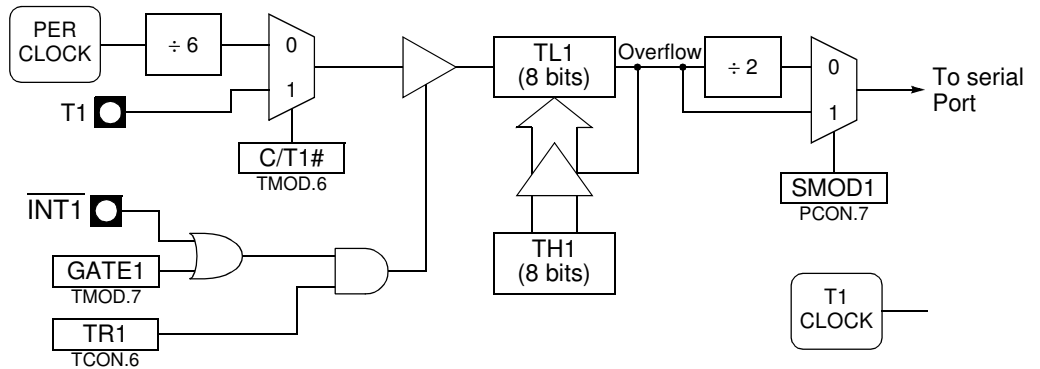 PER
CLOCK
÷ 6
0
1
T1
C/T1#
TMOD.6
INT1
GATE1
TMOD.7
TR1
TCON.6
TL1
(8 bits)
Overflow
÷ 2
0
1
To serial
Port
SMOD1
PCON.7
TH1
(8 bits)
T1
CLOCK